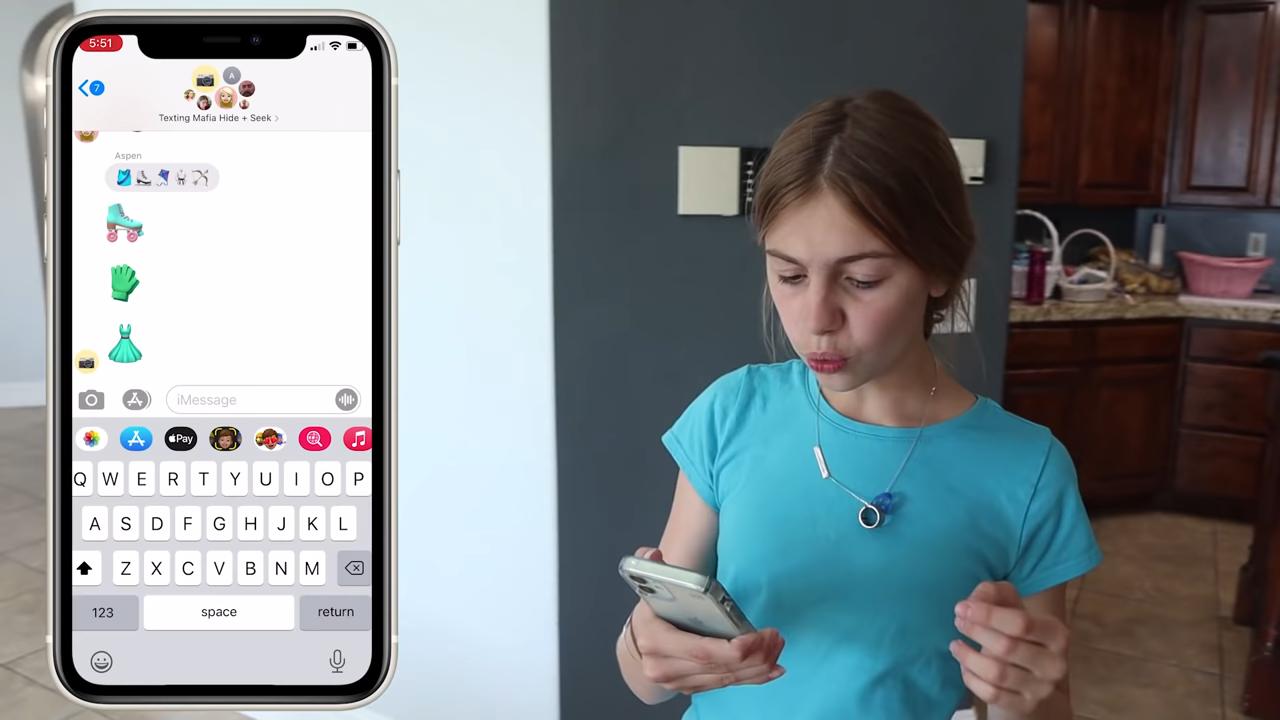 5:51
7
A
Texting Mafia Hide + Seek
Aspen
iMessage
Pay
Q W E R T Y U I O P
A S D F G H J K L
Z X C V B N M
123 space return